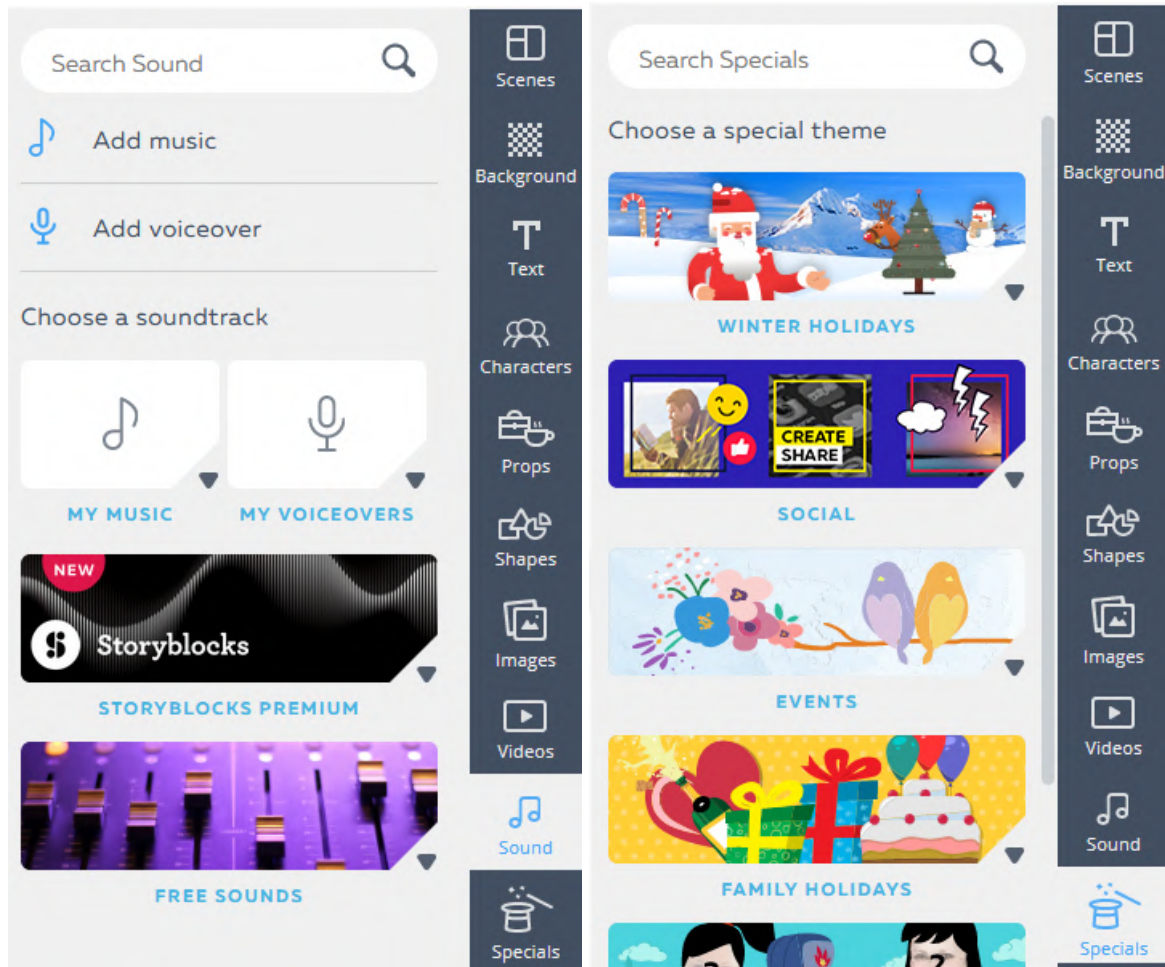 Search Sound
Add music
Add voiceover
Choose a soundtrack
MY MUSIC
MY VOICEOVERS
NEW
Storyblocks
STORYBLOCKS PREMIUM
FREE SOUNDS
Scenes
Background
Text
Characters
Props
Shapes
Images
Videos
Sound
Specials
Search Specials
Choose a special theme
WINTER HOLIDAYS
SOCIAL
CREATE
SHARE
EVENTS
FAMILY HOLIDAYS
Scenes
Background
Text
Characters
Props
Shapes
Images
Videos
Sound
Specials